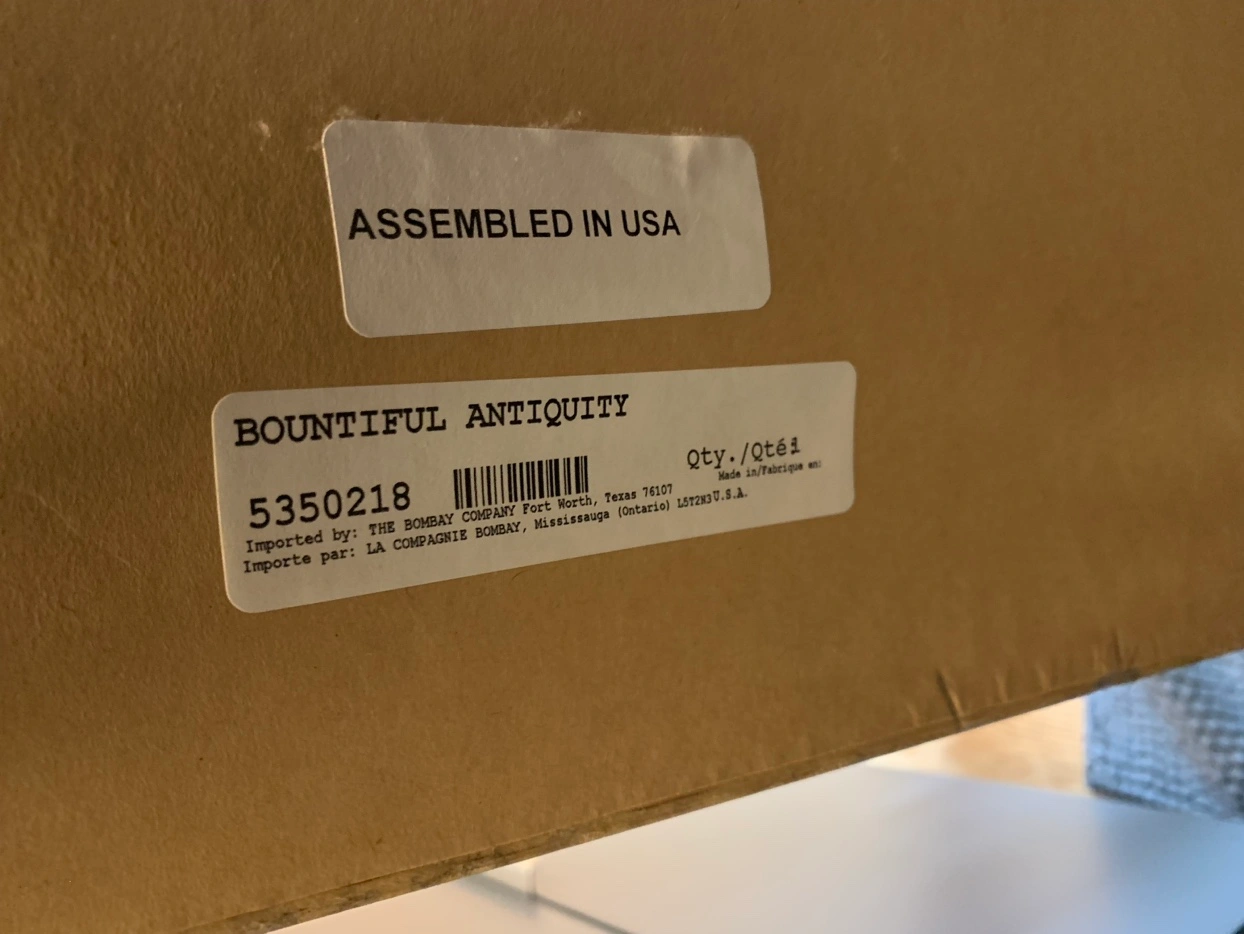 ASSEMBLED IN USA
BOUNTIFUL ANTIQUITY
Qty./Qté1
Made in/Fabrique en:
5350218
Imported by: THE BOMBAY COMPANY Fort Worth, Texas 76107
Importe par: LA COMPAGNIE BOMBAY, Mississauga (Ontario) L5T2N3 U.S.A.